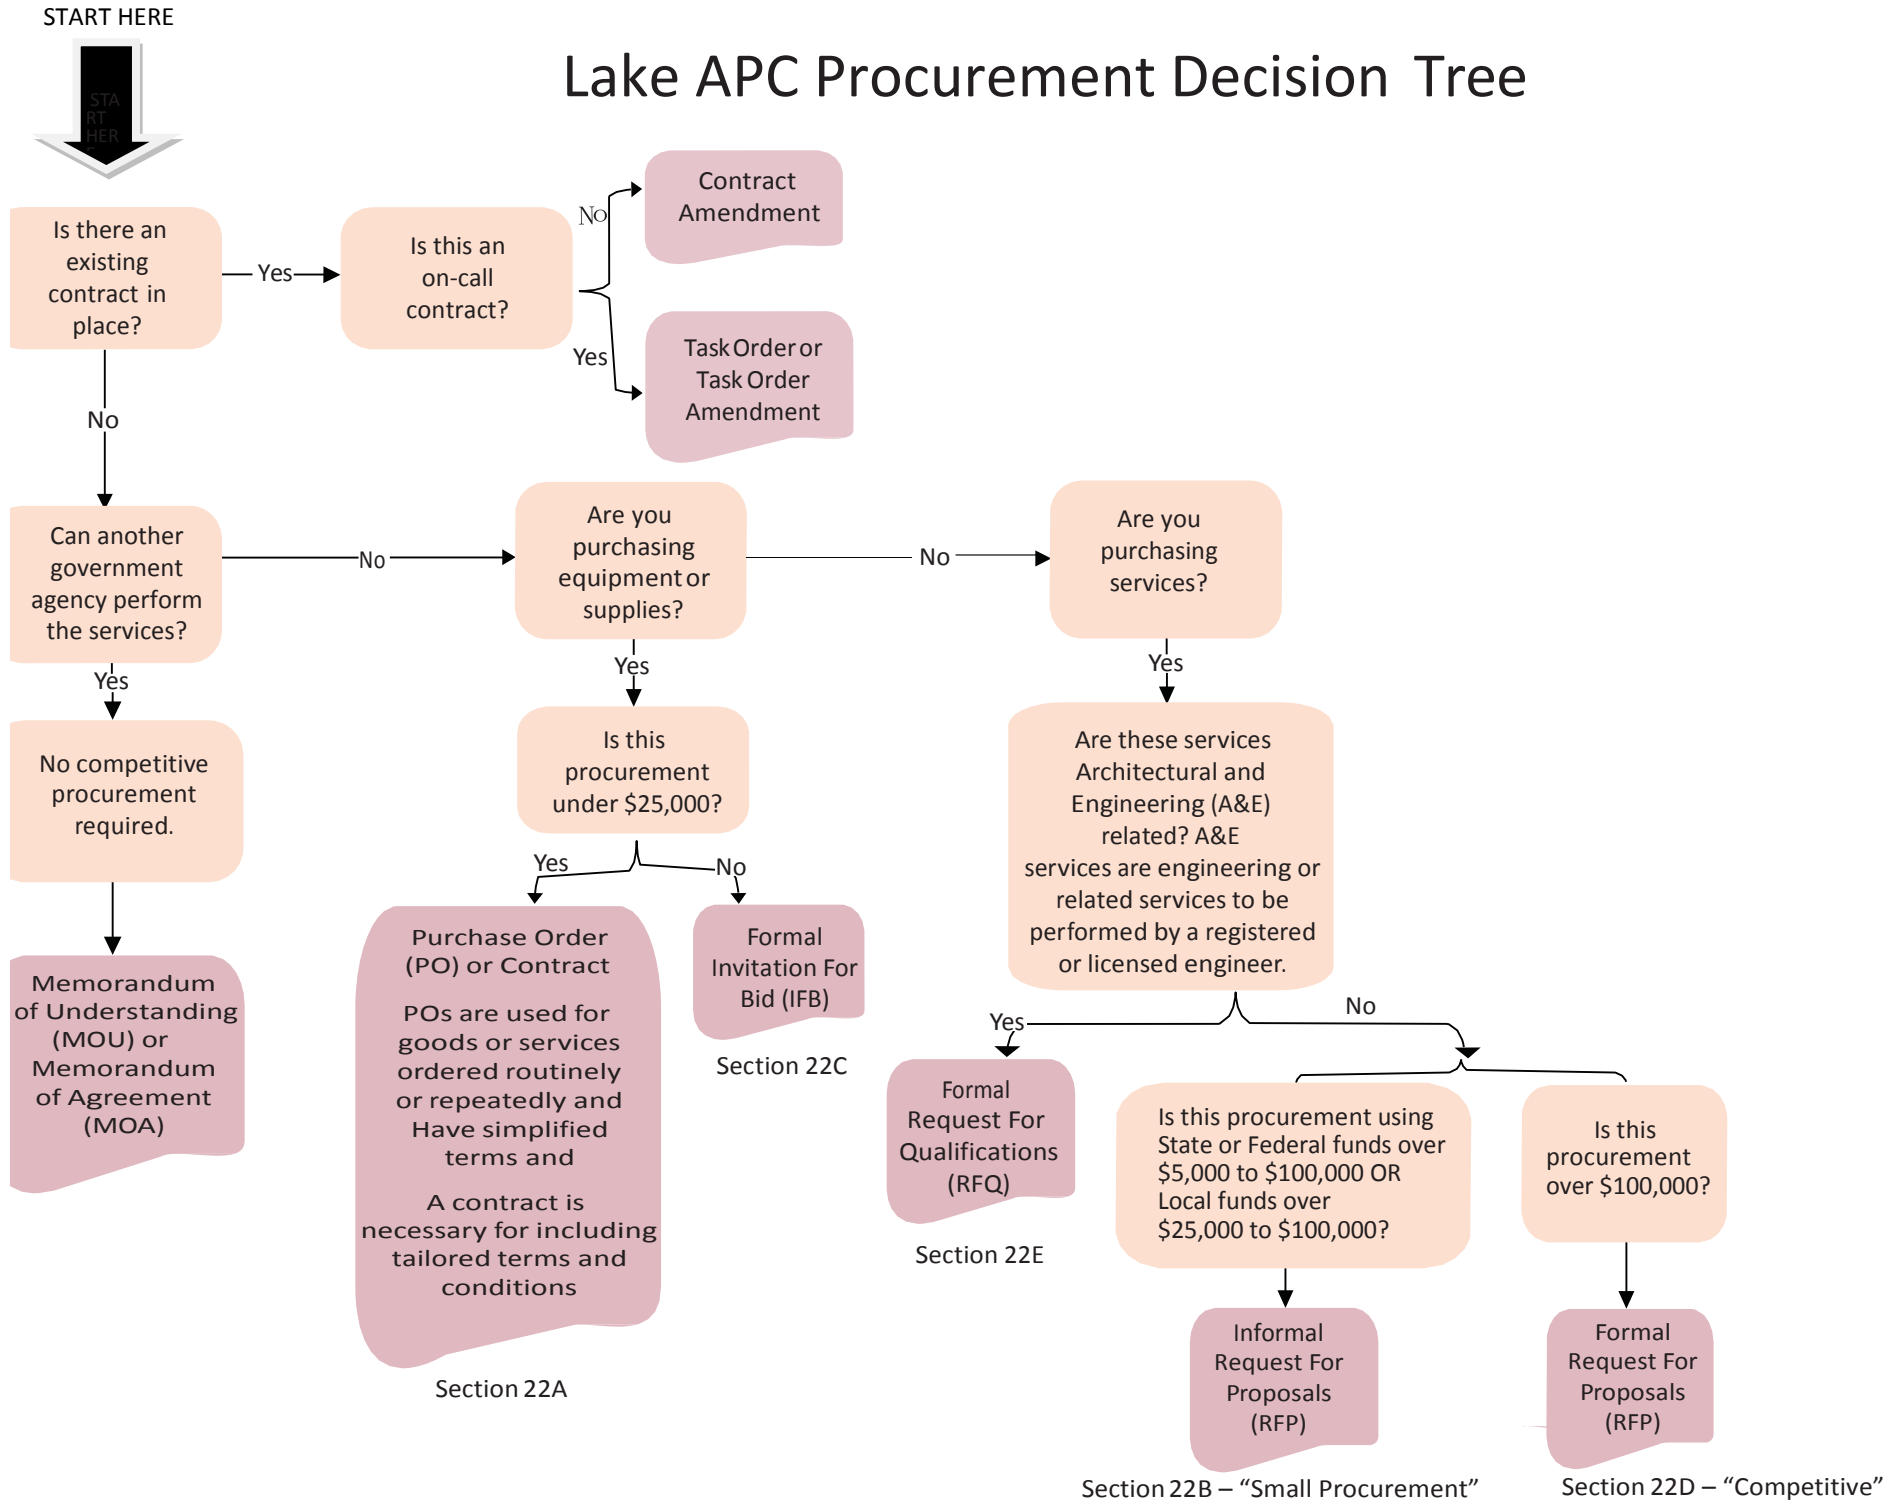 START HERE
STA
RT
HER
Lake APC Procurement Decision Tree
Is there an
existing
contract in
place?
Yes
Is this an
on-call
contract?
No
Contract
Amendment
Yes
Task Order or
Task Order
Amendment
No
Can another
government
agency perform
the services?
No
Are you
purchasing
equipment or
supplies?
No
Are you
purchasing
services?
Yes
No competitive
procurement
required.
Memorandum
of Understanding
(MOU) or
Memorandum
of Agreement
(MOA)
Yes
Is this
procurement
under $25,000?
Yes
Purchase Order
(PO) or Contract
POs are used for
goods or services
ordered routinely
or repeatedly and
Have simplified
terms and
A contract is
necessary for including
tailored terms and
conditions
Section 22A
No
Formal
Invitation For
Bid (IFB)
Section 22C
Yes
Are these services
Architectural and
Engineering (A&E)
related? A&E
services are engineering or
related services to be
performed by a registered
or licensed engineer.
Yes
Formal
Request For
Qualifications
(RFQ)
Section 22E
No
Is this procurement using
State or Federal funds over
$5,000 to $100,000 OR
Local funds over
$25,000 to $100,000?
Informal
Request For
Proposals
(RFP)
Section 22B – “Small Procurement”
Is this
procurement
over $100,000?
Formal
Request For
Proposals
(RFP)
Section 22D – “Competitive”